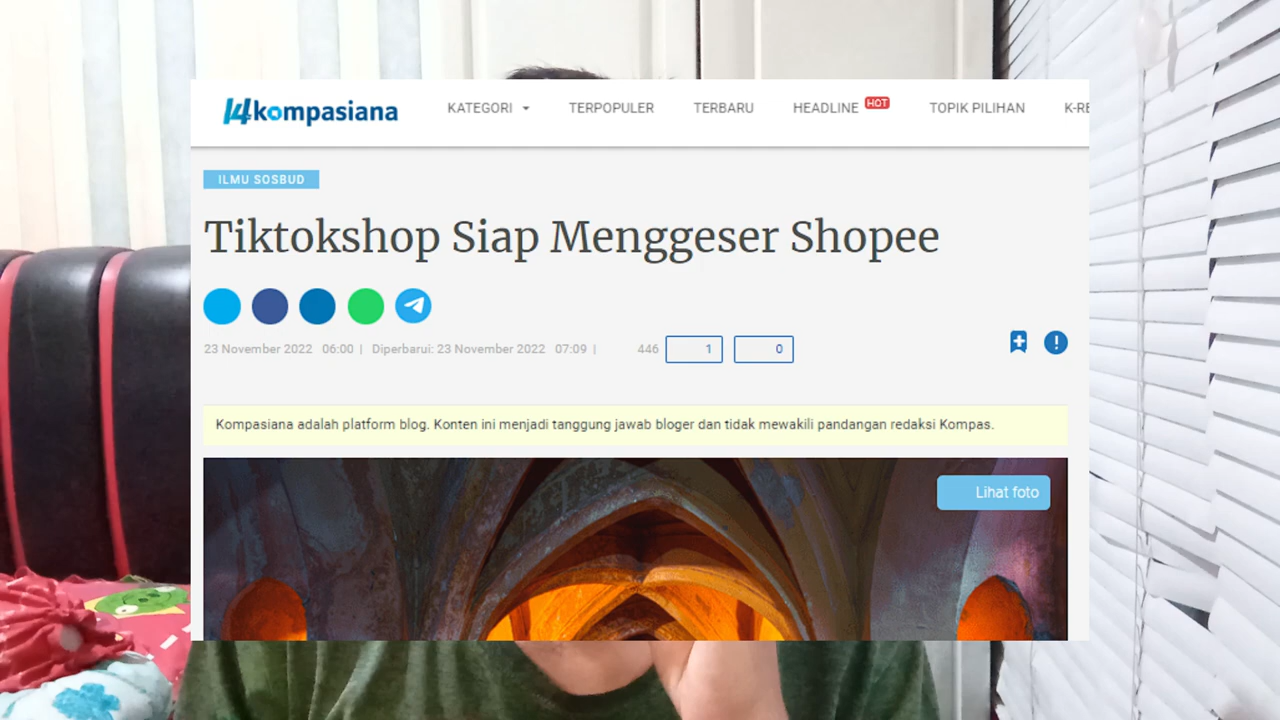 14 kompasiana
KATEGORI TERPOPULER TERBARU HEADLINE HOT TOPIK PILIHAN K-RE
ILMU SOSBUD
Tiktokshop Siap Menggeser Shopee
23 November 2022 06:00 | Diperbarui: 23 November 2022 07:09 | 446 1 0
Kompasiana adalah platform blog. Konten ini menjadi tanggung jawab bloger dan tidak mewakili pandangan redaksi Kompas.
Lihat foto